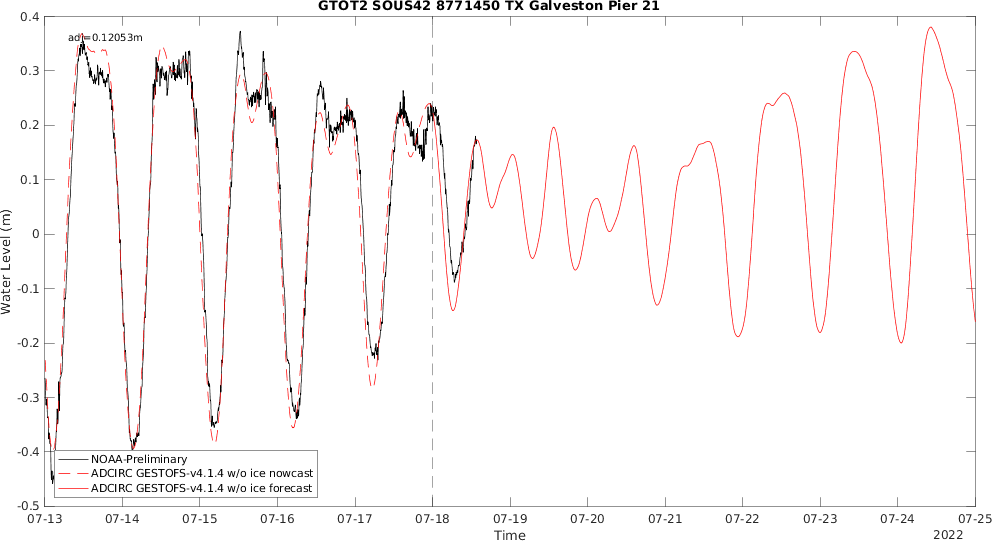 GTOT2 SOUS42 8771450 TX Galveston Pier 21
adj=0.12053m
0.4
0.3
0.2
0.1
0
-0.1
-0.2
-0.3
-0.4
-0.5
Water Level (m)
NOAA-Preliminary
ADCIRC GESTOFS-v4.1.4 w/o ice nowcast
ADCIRC GESTOFS-v4.1.4 w/o ice forecast
07-13 07-14 07-15 07-16 07-17 07-18 07-19 07-20 07-21 07-22 07-23 07-24 07-25
Time
2022